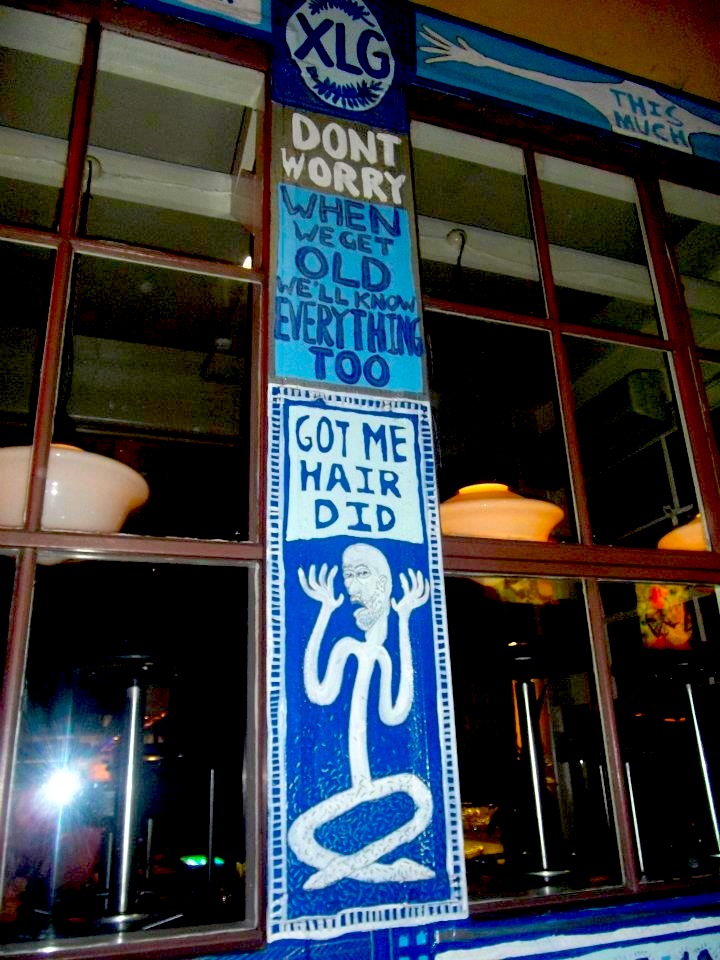 XLG
THIS
MUCH
DONT
WORRY
WHEN
WE GET
OLD
WE'LL KNOW
EVERYTHING
TOO
GOT ME
HAIR
DID